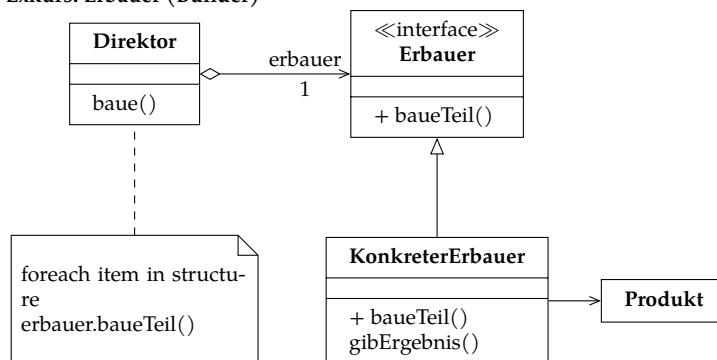 Exkurs: Erbauer (Builder)
Direktor
baue()
erbauer
1
≪interface≫
Erbauer
+ baueTeil()
foreach item in structu-
re
erbauer.baueTeil()
KonkreterErbauer
+ baueTeil()
gibErgebnis()
Produkt